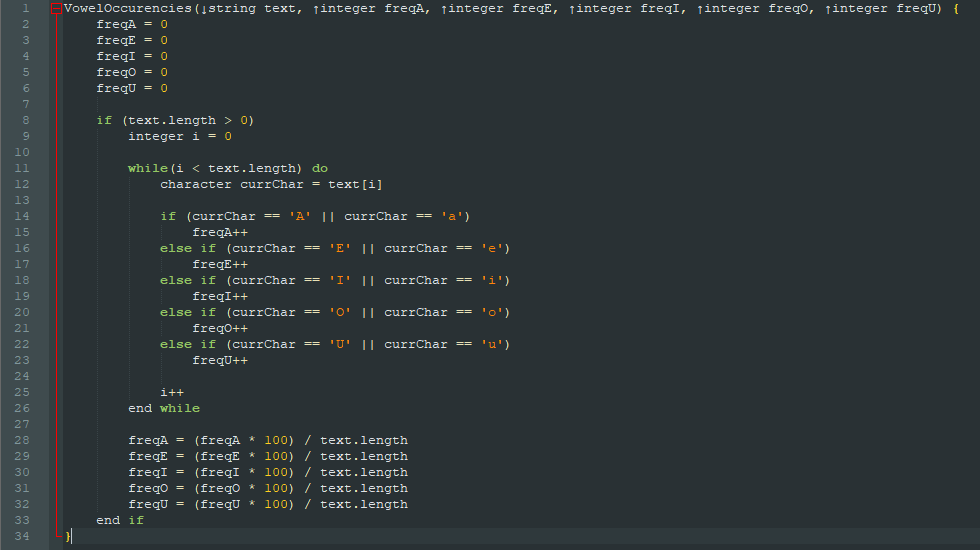 1 VowelOccurencies(↓string text, ↑integer freqA, ↑integer freqE, ↑integer freqI, ↑integer freqO, ↑integer freqU) {
2     freqA = 0
3     freqE = 0
4     freqI = 0
5     freqO = 0
6     freqU = 0
7
8     if (text.length > 0)
9         integer i = 0
10
11         while(i < text.length) do
12             character currChar = text[i]
13
14             if (currChar == 'A' || currChar == 'a')
15                 freqA++
16             else if (currChar == 'E' || currChar == 'e')
17                 freqE++
18             else if (currChar == 'I' || currChar == 'i')
19                 freqI++
20             else if (currChar == 'O' || currChar == 'o')
21                 freqO++
22             else if (currChar == 'U' || currChar == 'u')
23                 freqU++
24
25             i++
26         end while
27
28         freqA = (freqA * 100) / text.length
29         freqE = (freqE * 100) / text.length
30         freqI = (freqI * 100) / text.length
31         freqO = (freqO * 100) / text.length
32         freqU = (freqU * 100) / text.length
33     end if
34 }